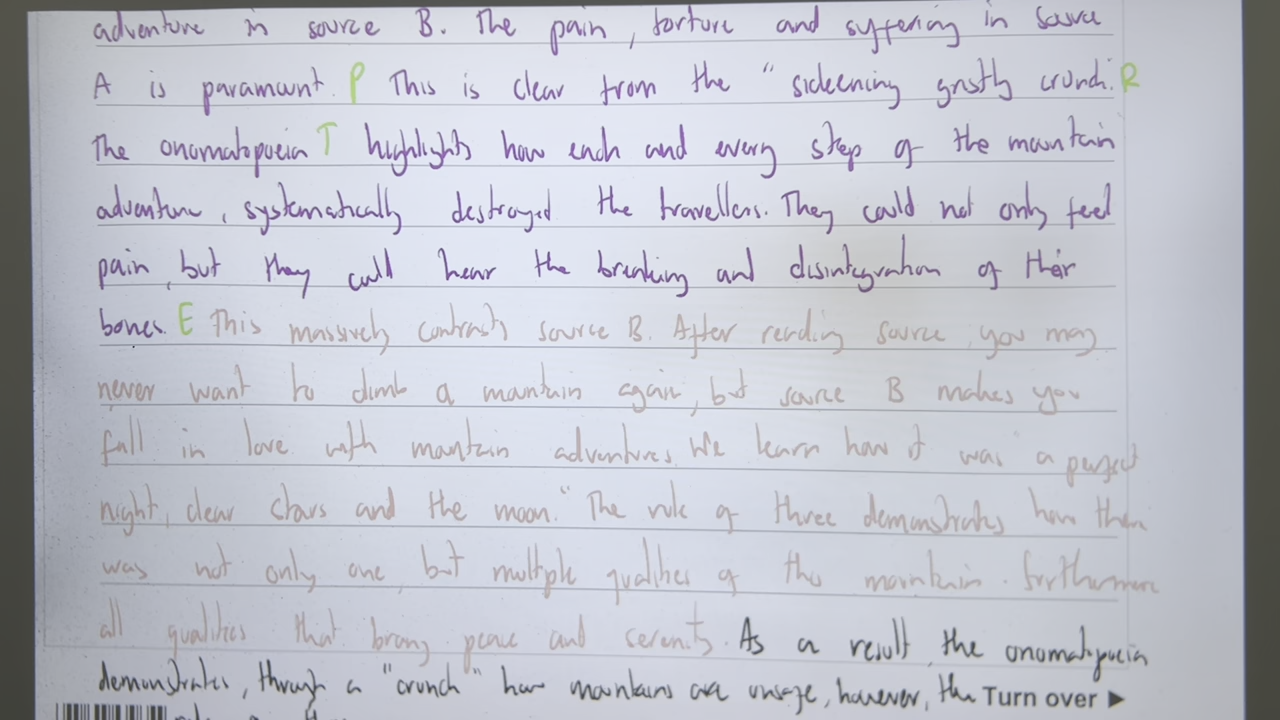 adventure in source B. The pain, torture and suffering in source
A is paramount. P This is clear from the "sickening gristly crunch." R
The onomatopoeia T highlights how each and every step of the mountain
adventure, systematically destroyed the travellers. They could not only feel
pain, but they could hear the breaking and disintegration of their
bones. E This massively contrasts source B. After reading source, you may
never want to climb a mountain again, but source B makes you
fall in love with mountain adventures. We learn how it was a perfect
night, clear stars and the moon." The rule of three demonstrates how there
was not only one, but multiple qualities of the mountain. furthermore
all qualities that bring peace and serenity. As a result, the onomatopoeia
demonstrates, through a "crunch" how mountains are unsafe, however, the Turn over ►